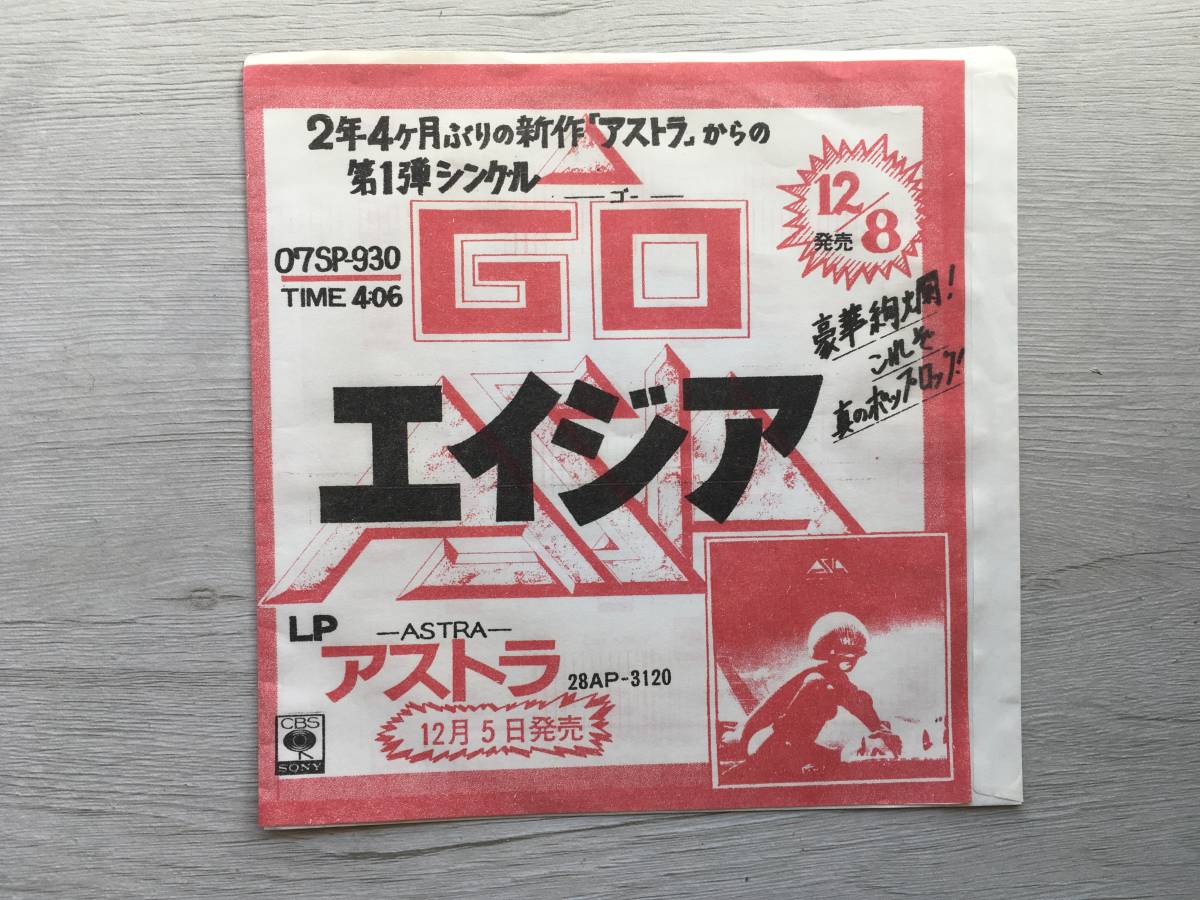 2年4ヶ月ぶりの新作「アストラ」からの
第1弾シングル
ゴー
GO
12/8
発売
07SP-930
TIME 4:06
豪華絢爛!
これぞ
真のポップロック!
エイジア
ASIA
ASIA
LP
—ASTRA—
アストラ
28AP-3120
12月5日発売
CBS
SONY